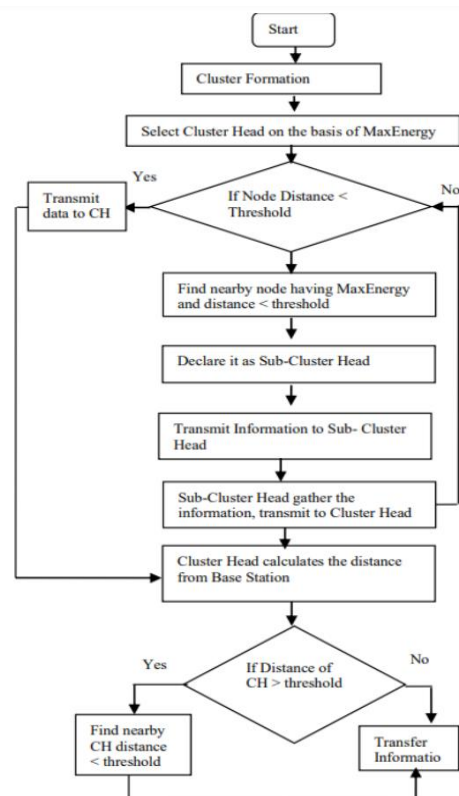 Start
Cluster Formation
Select Cluster Head on the basis of MaxEnergy
Yes
No
Transmit
data to CH
If Node Distance <
Threshold
Find nearby node having MaxEnergy
and distance < threshold
Declare it as Sub-Cluster Head
Transmit Information to Sub- Cluster
Head
Sub-Cluster Head gather the
information, transmit to Cluster Head
Cluster Head calculates the distance
from Base Station
Yes
No
If Distance of
CH > threshold
Find nearby
CH distance
< threshold
Transfer
Informatio